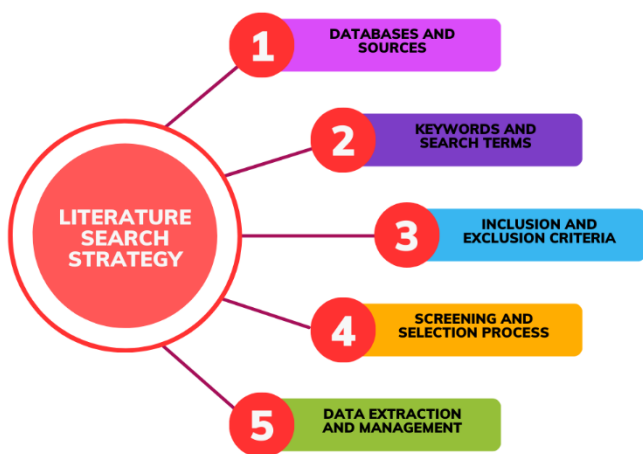 1
DATABASES AND
SOURCES
2
KEYWORDS AND
SEARCH TERMS
LITERATURE
SEARCH
STRATEGY
3
INCLUSION AND
EXCLUSION CRITERIA
4
SCREENING AND
SELECTION PROCESS
5
DATA EXTRACTION
AND MANAGEMENT